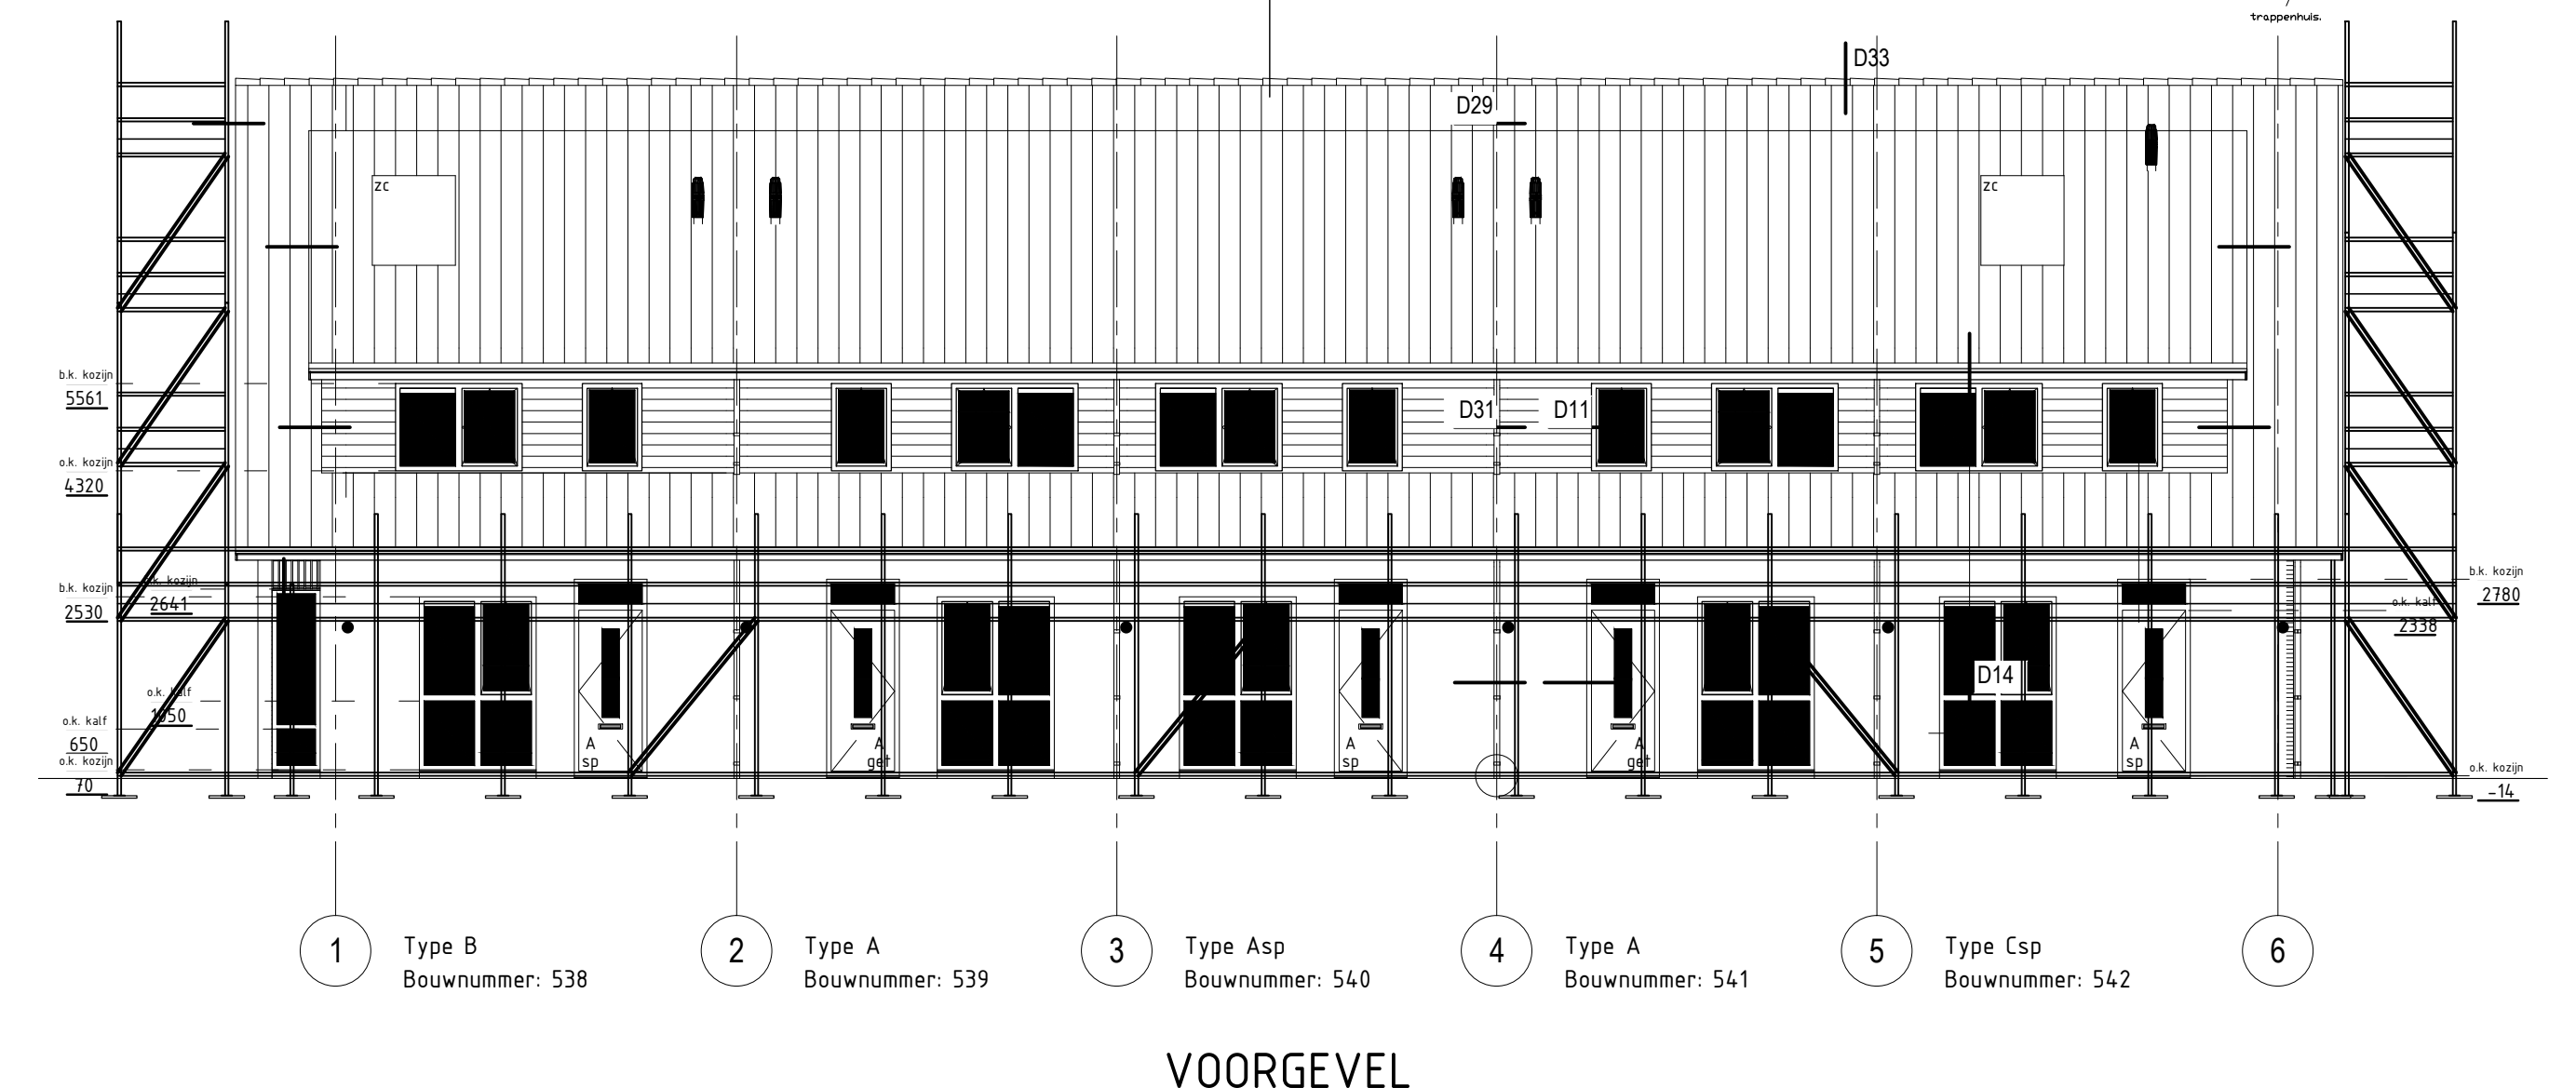 trappenhuis.
D33
D29
zc
zc
b.k. kozijn
5561
D31
D11
o.k. kozijn
4320
b.k. kozijn
2530
b.k. kozijn
2641
b.k. kozijn
2780
o.k. kalf
2338
D14
o.k. kalf
1050
o.k. kalf
650
o.k. kozijn
70
o.k. kozijn
-14
A
sp
A
get
A
sp
A
get
A
sp
1
Type B
Bouwnummer: 538
2
Type A
Bouwnummer: 539
3
Type Asp
Bouwnummer: 540
4
Type A
Bouwnummer: 541
5
Type Csp
Bouwnummer: 542
6
VOORGEVEL